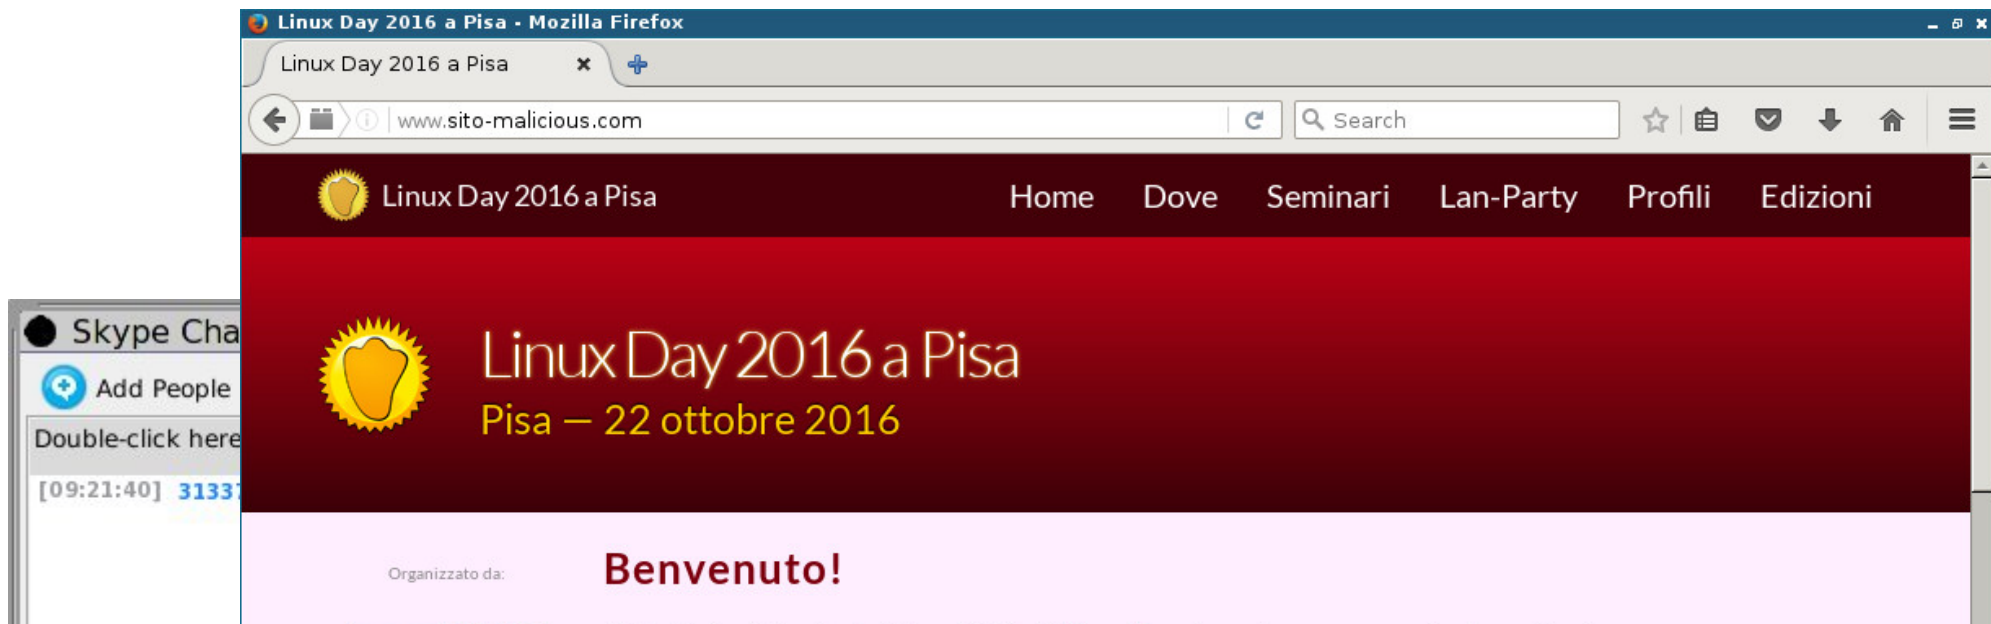 Linux Day 2016 a Pisa - Mozilla Firefox
Linux Day 2016 a Pisa
www.sito-malicious.com
Search
Linux Day 2016 a Pisa
Home Dove Seminari Lan-Party Profili Edizioni
Linux Day 2016 a Pisa
Pisa — 22 ottobre 2016
Organizzato da:
Benvenuto!
Skype Cha
Add People
Double-click here
[09:21:40] 31337